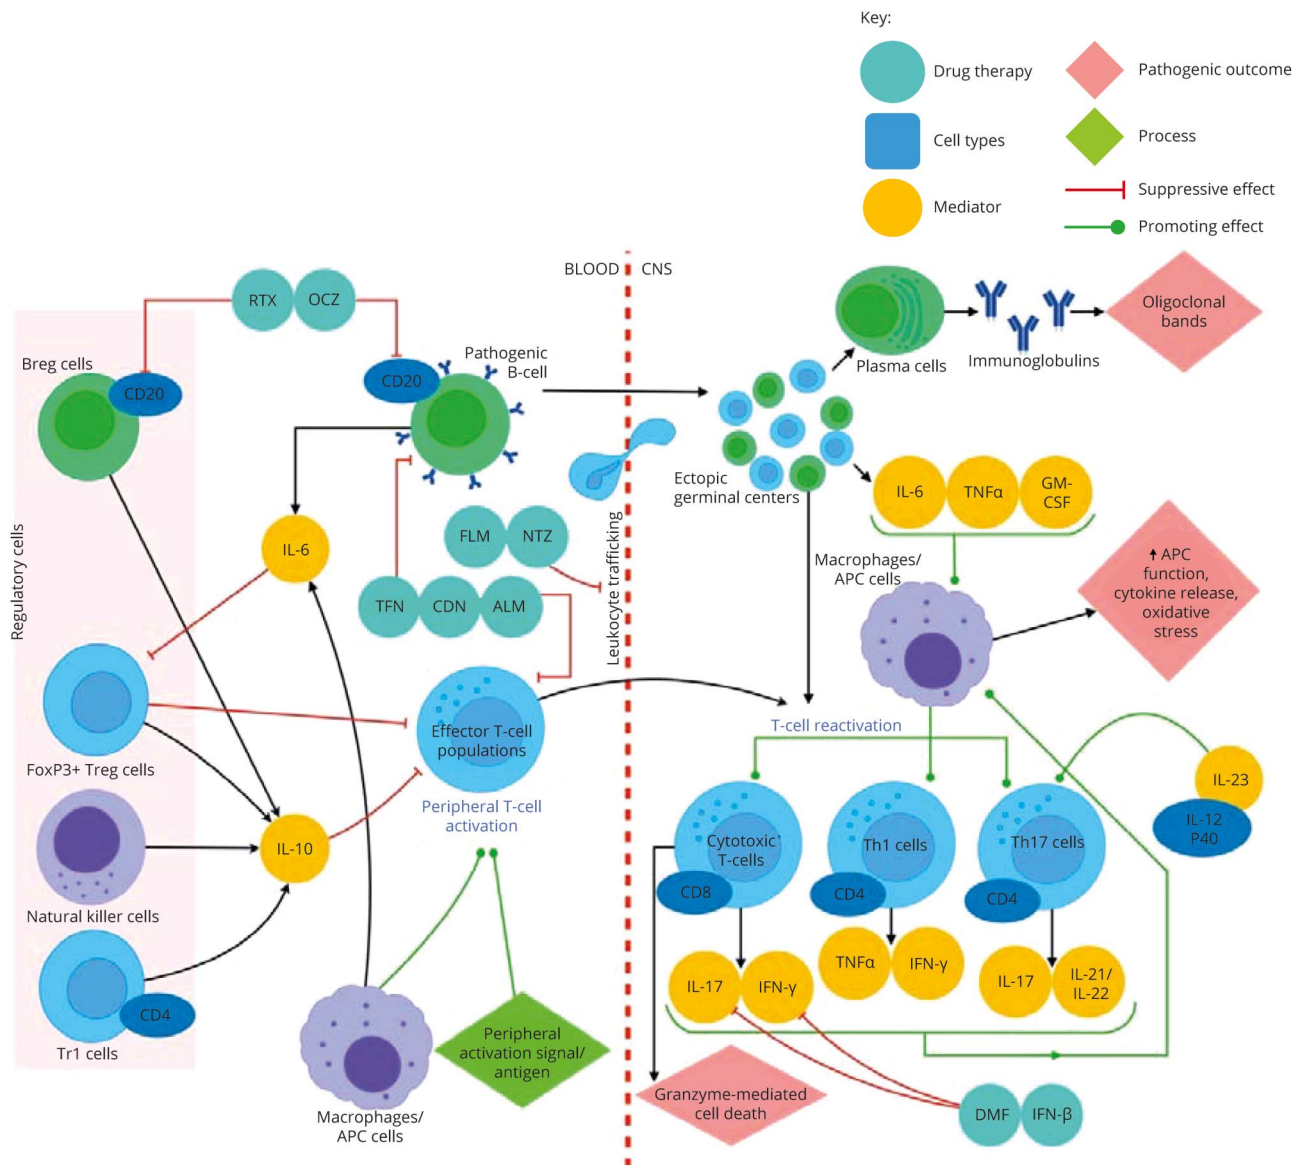 Key:
Drug therapy
Pathogenic outcome
Cell types
Process
Mediator
Suppressive effect
Promoting effect
BLOOD
CNS
RTX
OCZ
Breg cells
CD20
CD20
Pathogenic
B-cell
Plasma cells
Immunoglobulins
Oligoclonal
bands
Ectopic
germinal centers
IL-6
TNFα
GM-
CSF
Regulatory cells
IL-6
FLM
NTZ
TFN
CDN
ALM
Leukocyte trafficking
Macrophages/
APC cells
⬆ APC
function,
cytokine release,
oxidative
stress
FoxP3+ Treg cells
Effector T-cell
populations
Peripheral T-cell
activation
T-cell reactivation
IL-23
IL-12
P40
Natural killer cells
IL-10
Cytotoxic
T-cells
CD8
Th1 cells
CD4
Th17 cells
CD4
Tr1 cells
CD4
IL-17
IFN-γ
TNFα
IFN-γ
IL-17
IL-21/
IL-22
Macrophages/
APC cells
Peripheral
activation signal/
antigen
Granzyme-mediated
cell death
DMF
IFN-β